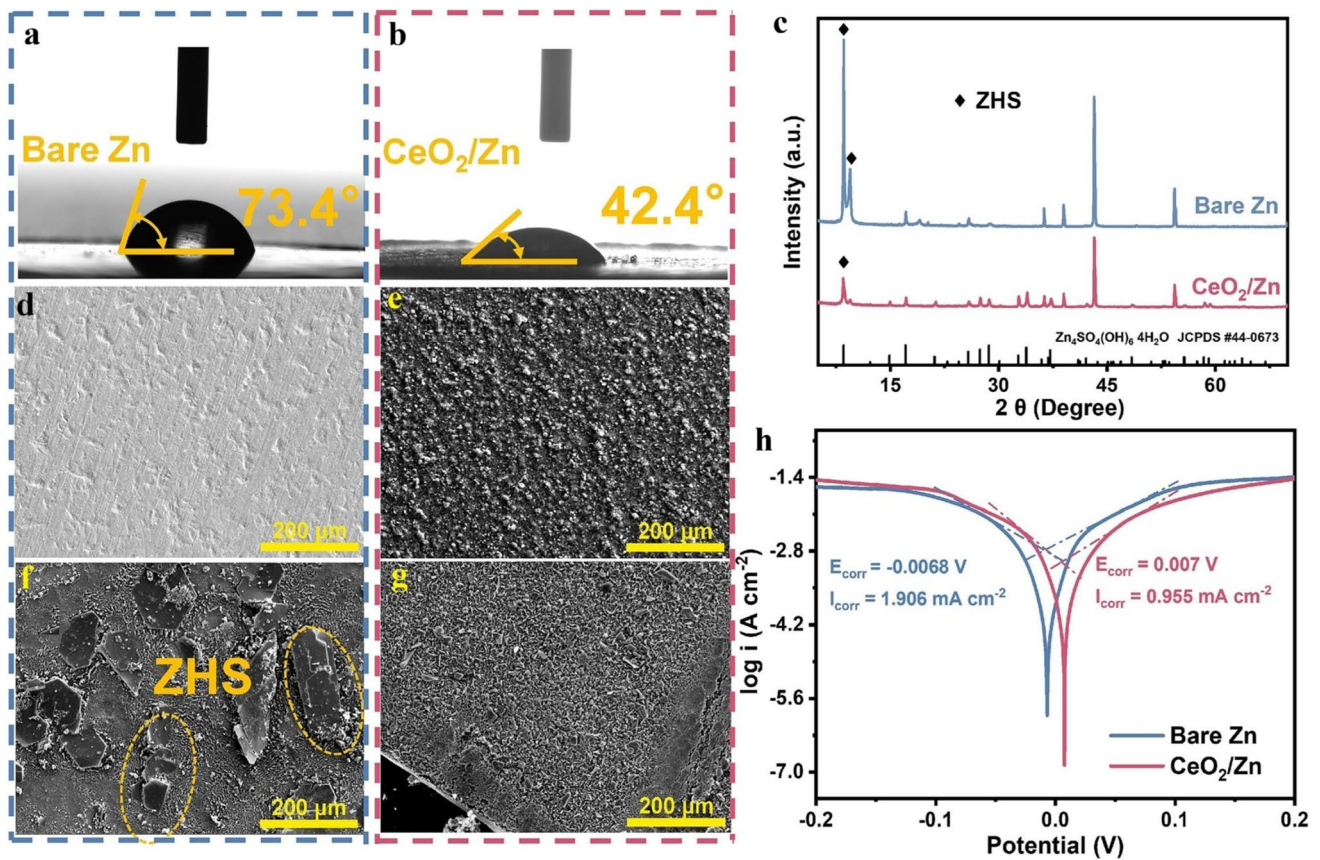 a
Bare Zn
73.4°
b
CeO₂/Zn
42.4°
c
◆
◆ ZHS
◆
Bare Zn
◆
CeO₂/Zn
Zn₄SO₄(OH)₆ 4H₂O JCPDS #44-0673
Intensity (a.u.)
15 30 45 60
2 θ (Degree)
d
200 μm
e
200 μm
f
ZHS
200 μm
g
200 μm
h
-1.4
-2.8
-4.2
-5.6
-7.0
log i (A cm⁻²)
E_corr = -0.0068 V
I_corr = 1.906 mA cm⁻²
E_corr = 0.007 V
I_corr = 0.955 mA cm⁻²
Bare Zn
CeO₂/Zn
-0.2 -0.1 0.0 0.1 0.2
Potential (V)